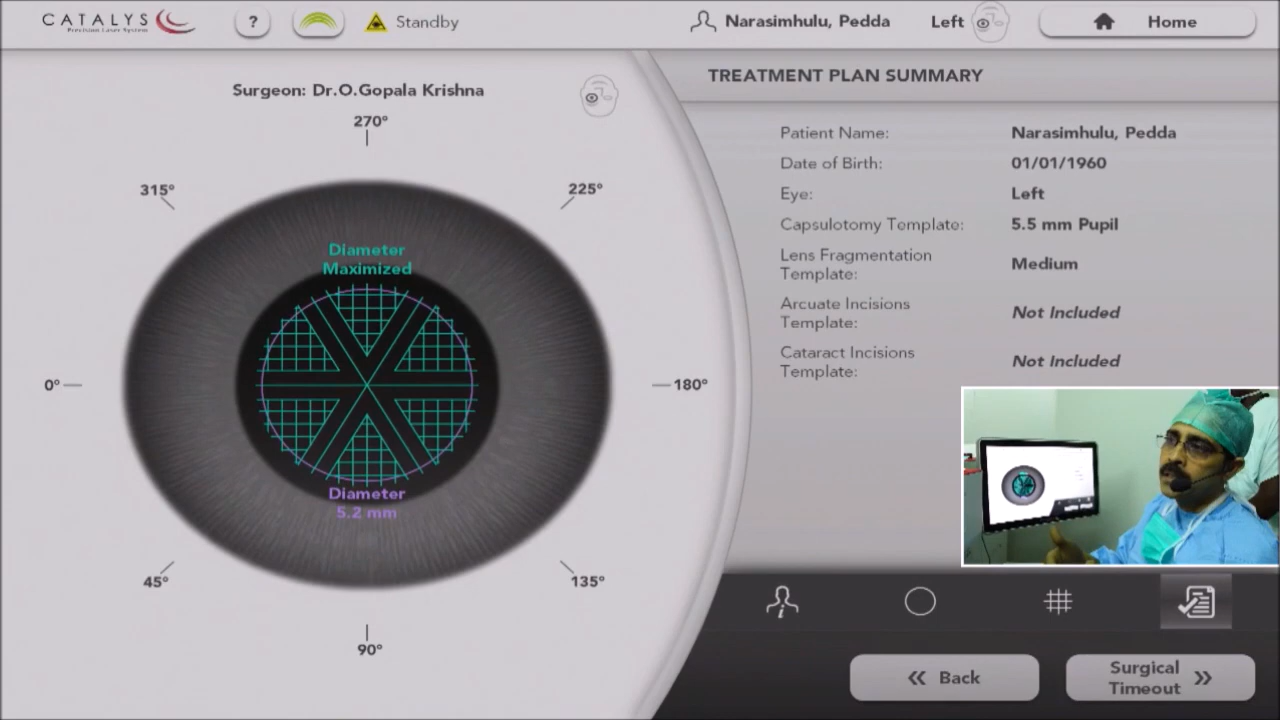 CATALYS
Precision Laser System
?
Standby
Narasimhulu, Pedda
Left
Home
Surgeon: Dr.O.Gopala Krishna
270°
315°
225°
Diameter
Maximized
0°
180°
Diameter
5.2 mm
45°
135°
90°
TREATMENT PLAN SUMMARY
Patient Name: Narasimhulu, Pedda
Date of Birth: 01/01/1960
Eye: Left
Capsulotomy Template: 5.5 mm Pupil
Lens Fragmentation
Template: Medium
Arcuate Incisions
Template: Not Included
Cataract Incisions
Template: Not Included
Back
Surgical
Timeout